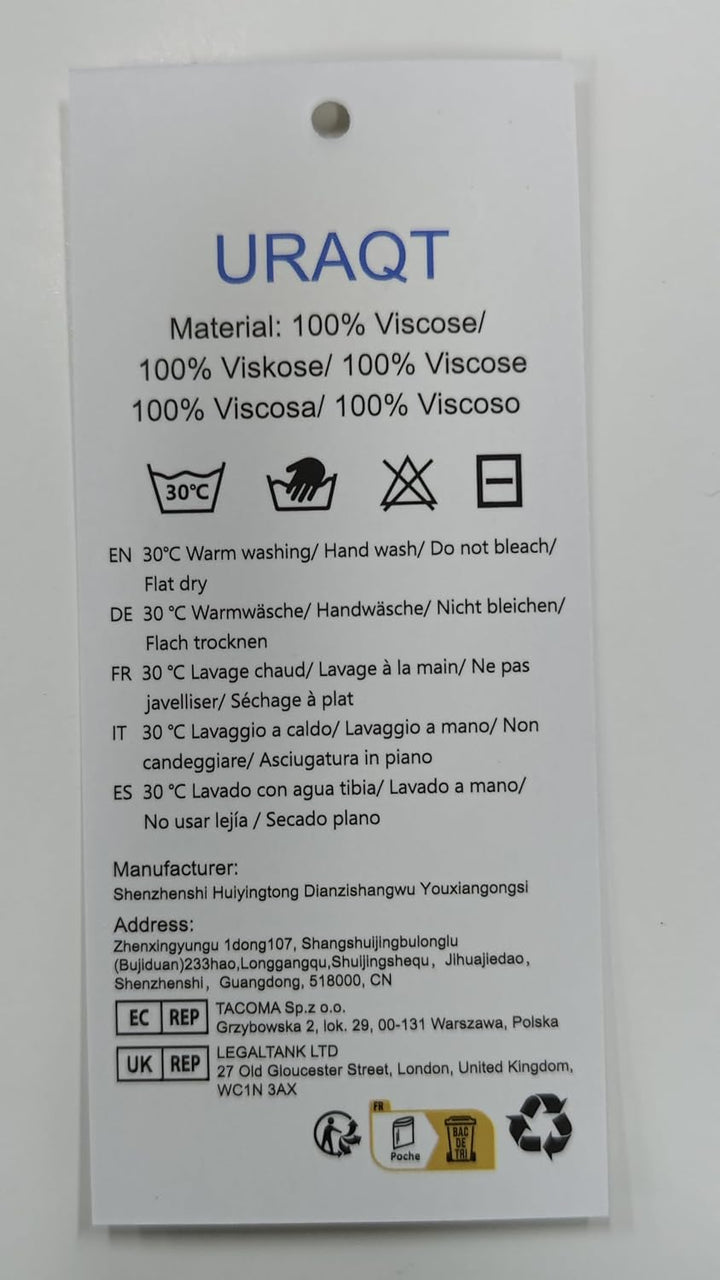 URAQT
Material: 100% Viscose/
100% Viskose/ 100% Viscose
100% Viscosa/ 100% Viscoso
30°C
EN 30℃ Warm washing/ Hand wash/ Do not bleach/
Flat dry
DE 30 ℃ Warmwäsche/ Handwäsche/ Nicht bleichen/
Flach trocknen
FR 30 ℃ Lavage chaud/ Lavage à la main/ Ne pas
javelliser/ Séchage à plat
IT 30 ℃ Lavaggio a caldo/ Lavaggio a mano/ Non
candeggiare/ Asciugatura in piano
ES 30 ℃ Lavado con agua tibia/ Lavado a mano/
No usar lejía / Secado plano
Manufacturer:
Shenzhenshi Huiyingtong Dianzishangwu Youxiangongsi
Address:
Zhenxingyungu 1dong107, Shangshuijingbulonglu
(Bujiduan)233hao,Longgangqu,Shuijingshequ, Jihuajiedao,
Shenzhenshi, Guangdong, 518000, CN
EC REP TACOMA Sp.z o.o.
Grzybowska 2, lok. 29, 00-131 Warszawa, Polska
UK REP LEGALTANK LTD
27 Old Gloucester Street, London, United Kingdom,
WC1N 3AX
FR
Poche
BAC
DE
TRI